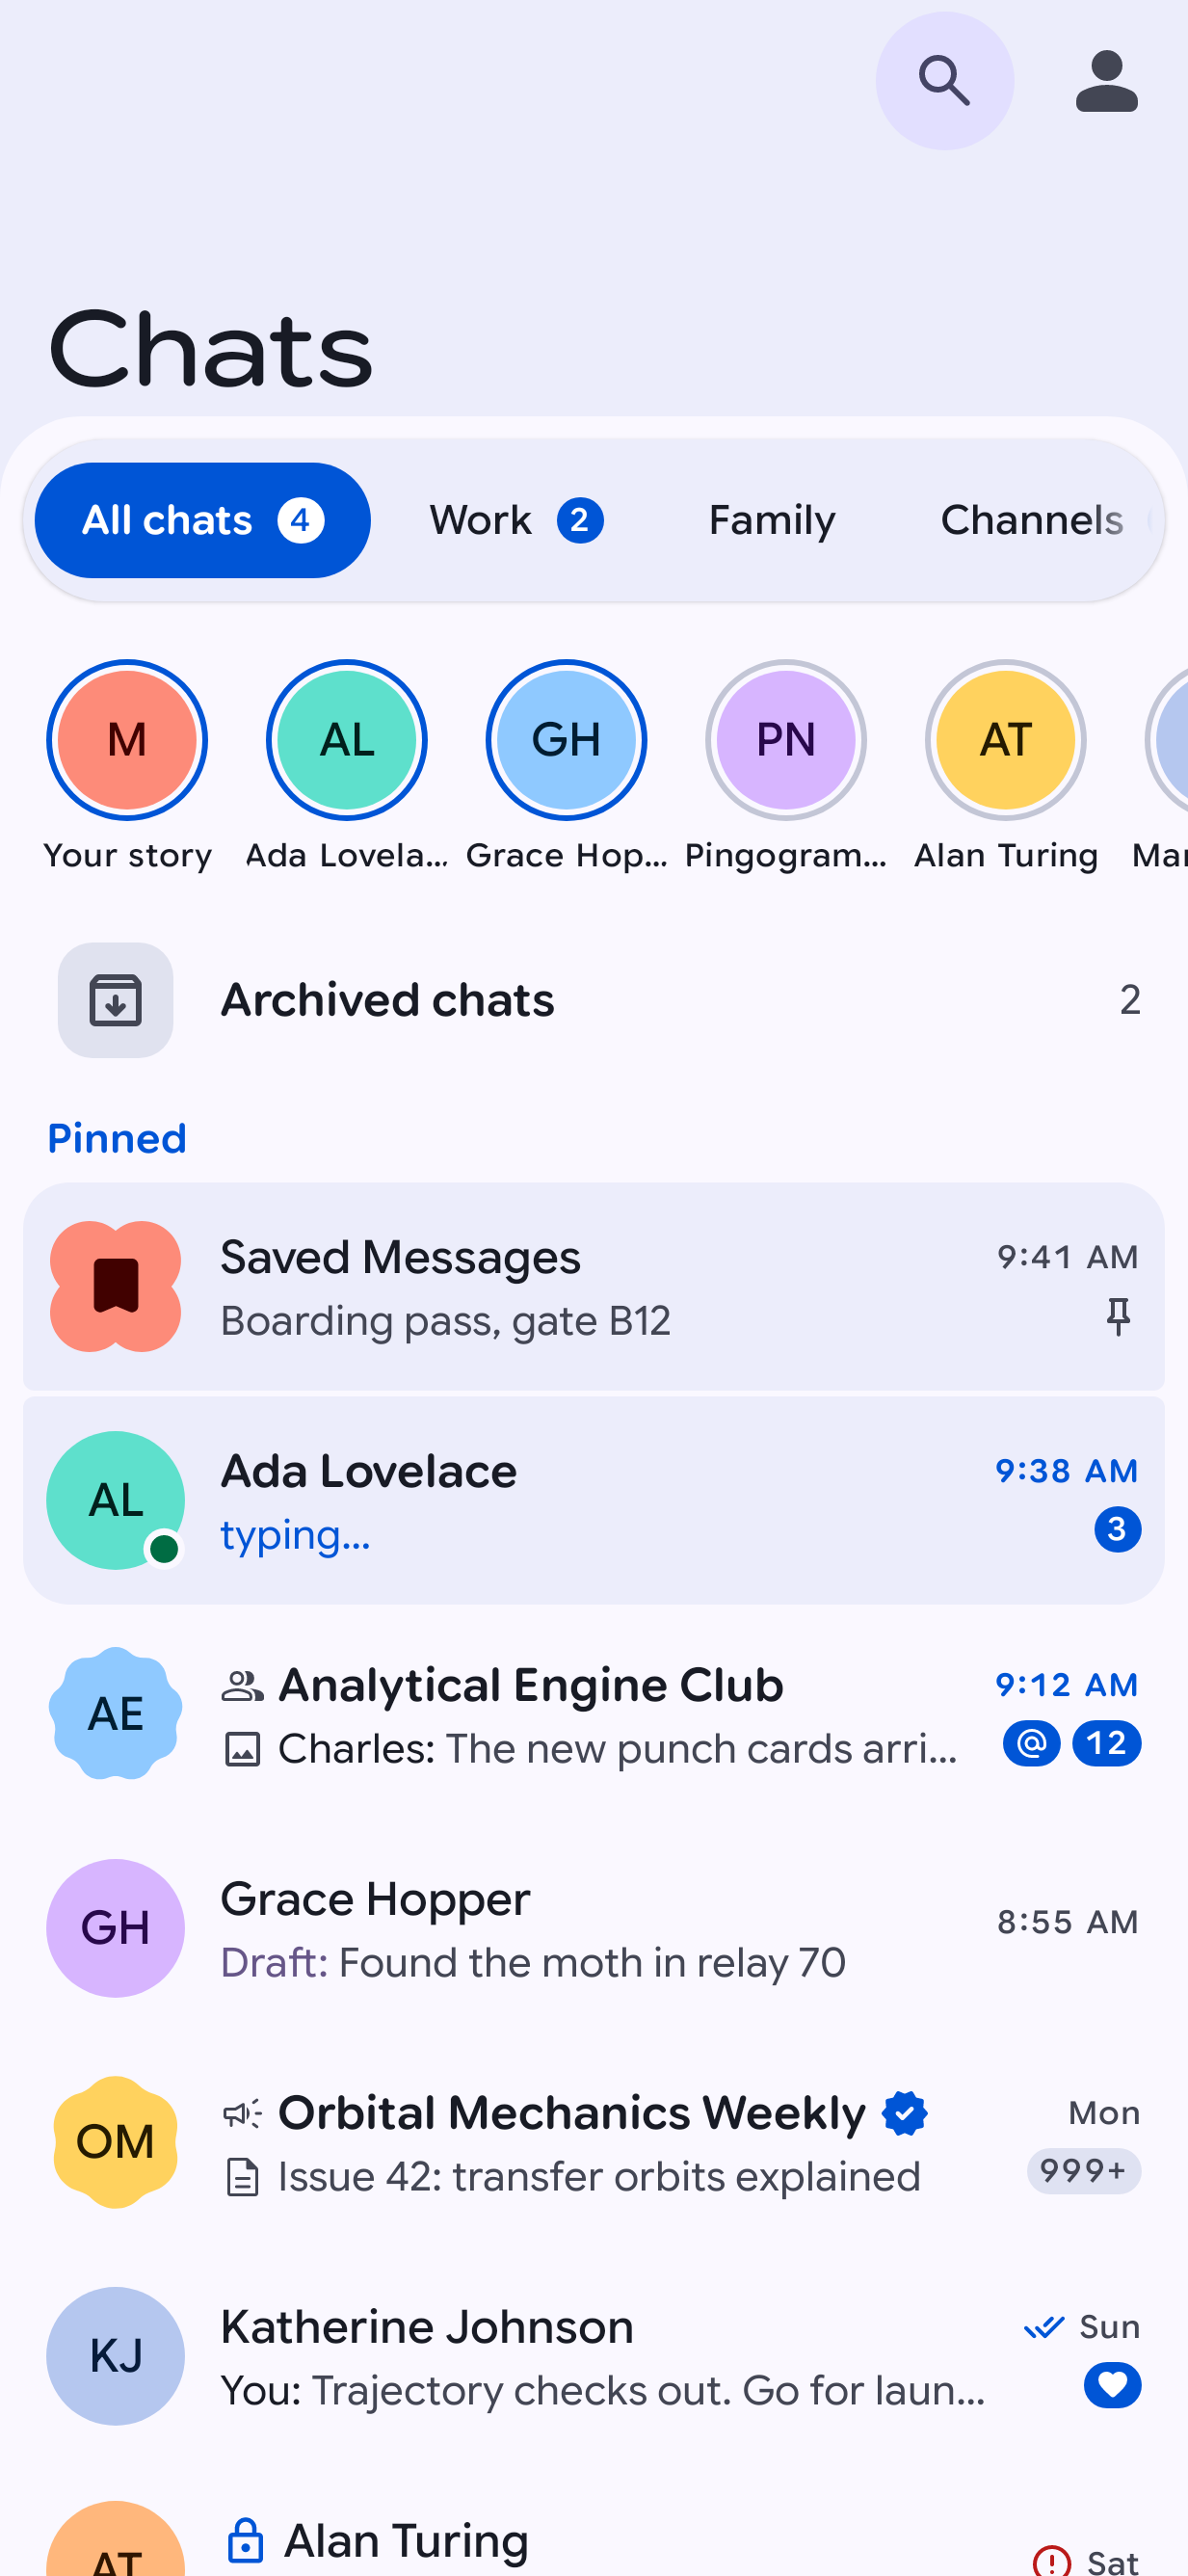 Chats
All chats 4 Work 2 Family Channels
M AL GH PN AT
Your story Ada Lovela... Grace Hop... Pingogram... Alan Turing
Archived chats 2
Pinned
Saved Messages 9:41 AM
Boarding pass, gate B12
AL Ada Lovelace 9:38 AM
typing... 3
AE Analytical Engine Club 9:12 AM
Charles: The new punch cards arri... @ 12
GH Grace Hopper 8:55 AM
Draft: Found the moth in relay 70
OM Orbital Mechanics Weekly Mon
Issue 42: transfer orbits explained 999+
KJ Katherine Johnson Sun
You: Trajectory checks out. Go for laun...
AT Alan Turing Sat